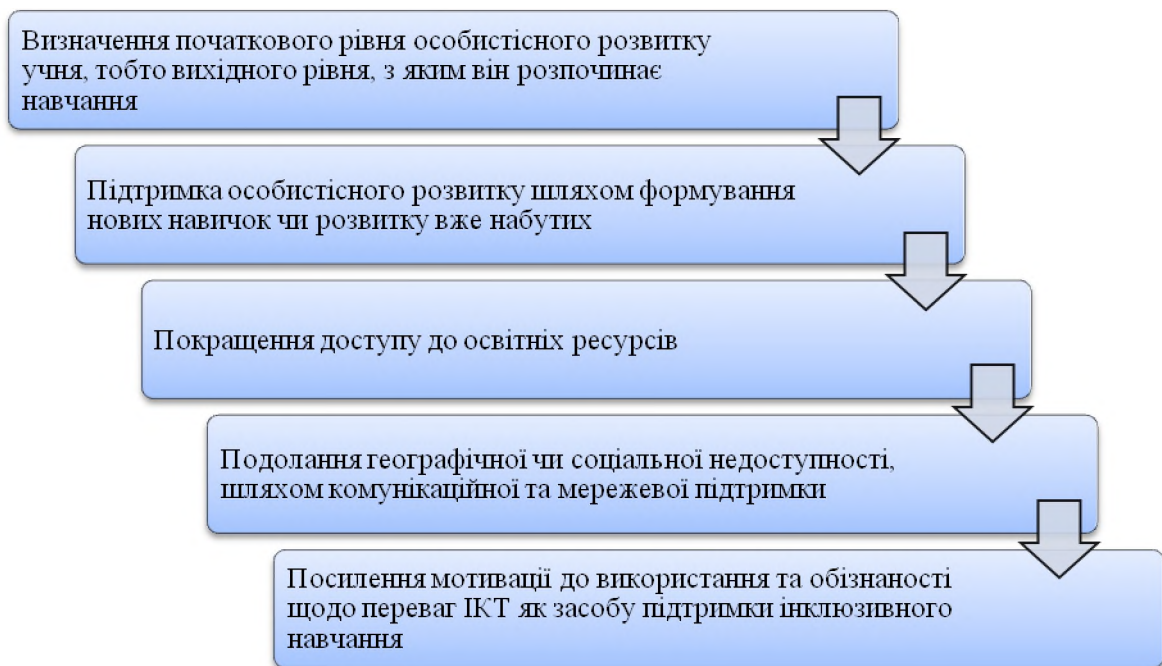 Визначення початкового рівня особистісного розвитку
учня, тобто вихідного рівня, з яким він розпочинає
навчання
Підтримка особистісного розвитку шляхом формування
нових навичок чи розвитку вже набутих
Покращення доступу до освітніх ресурсів
Подолання географічної чи соціальної недоступності,
шляхом комунікаційної та мережевої підтримки
Посилення мотивації до використання та обізнаності
щодо переваг ІКТ як засобу підтримки інклюзивного
навчання